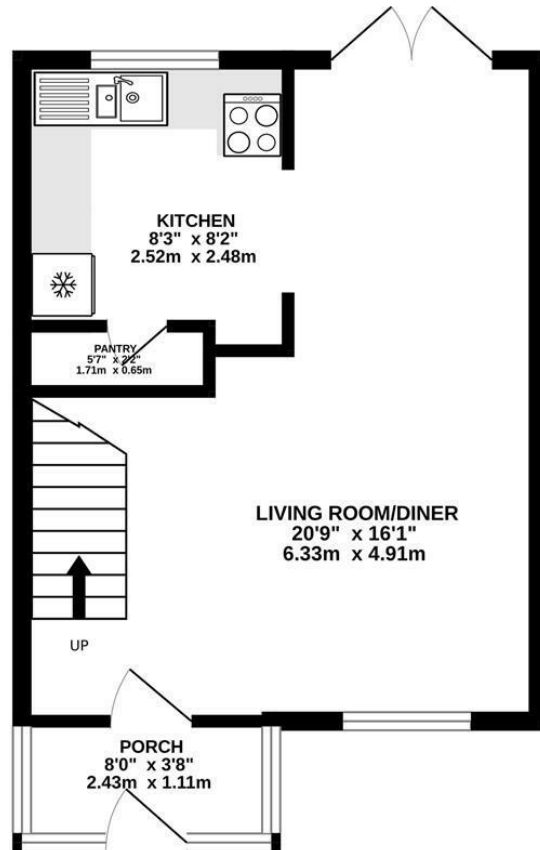 KITCHEN
8'3" x 8'2"
2.52m x 2.48m
PANTRY
5'7" x 2'2"
1.71m x 0.65m
LIVING ROOM/DINER
20'9" x 16'1"
6.33m x 4.91m
UP
PORCH
8'0" x 3'8"
2.43m x 1.11m